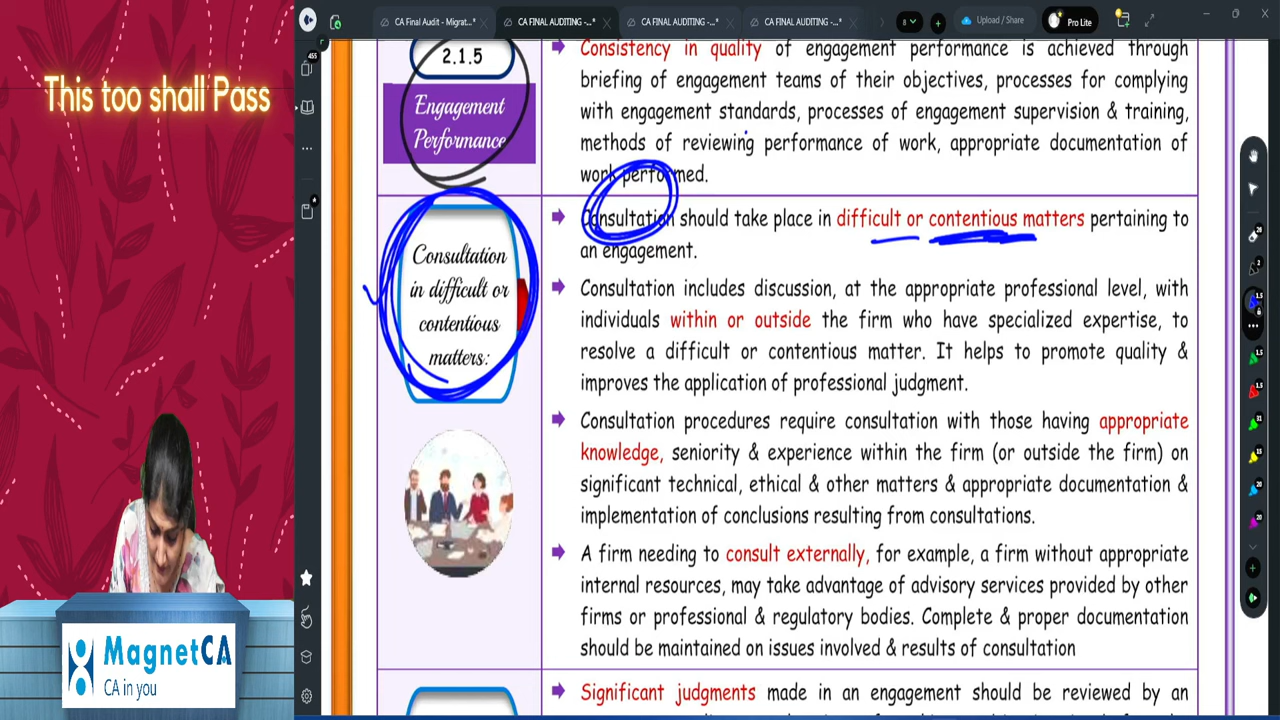 This too shall Pass
CA Final Audit - Migrat...*
CA FINAL AUDITING -...*
CA FINAL AUDITING -...*
CA FINAL AUDITING -...*
8
Upload / Share
Pro Lite
455
2.1.5
Engagement
Performance
Consistency in quality of engagement performance is achieved through
briefing of engagement teams of their objectives, processes for complying
with engagement standards, processes of engagement supervision & training,
methods of reviewing performance of work, appropriate documentation of
work performed.
Consultation
in difficult or
contentious
matters:
Consultation should take place in difficult or contentious matters pertaining to
an engagement.
Consultation includes discussion, at the appropriate professional level, with
individuals within or outside the firm who have specialized expertise, to
resolve a difficult or contentious matter. It helps to promote quality &
improves the application of professional judgment.
Consultation procedures require consultation with those having appropriate
knowledge, seniority & experience within the firm (or outside the firm) on
significant technical, ethical & other matters & appropriate documentation &
implementation of conclusions resulting from consultations.
A firm needing to consult externally, for example, a firm without appropriate
internal resources, may take advantage of advisory services provided by other
firms or professional & regulatory bodies. Complete & proper documentation
should be maintained on issues involved & results of consultation
Significant judgments made in an engagement should be reviewed by an
MagnetCA
CA in you